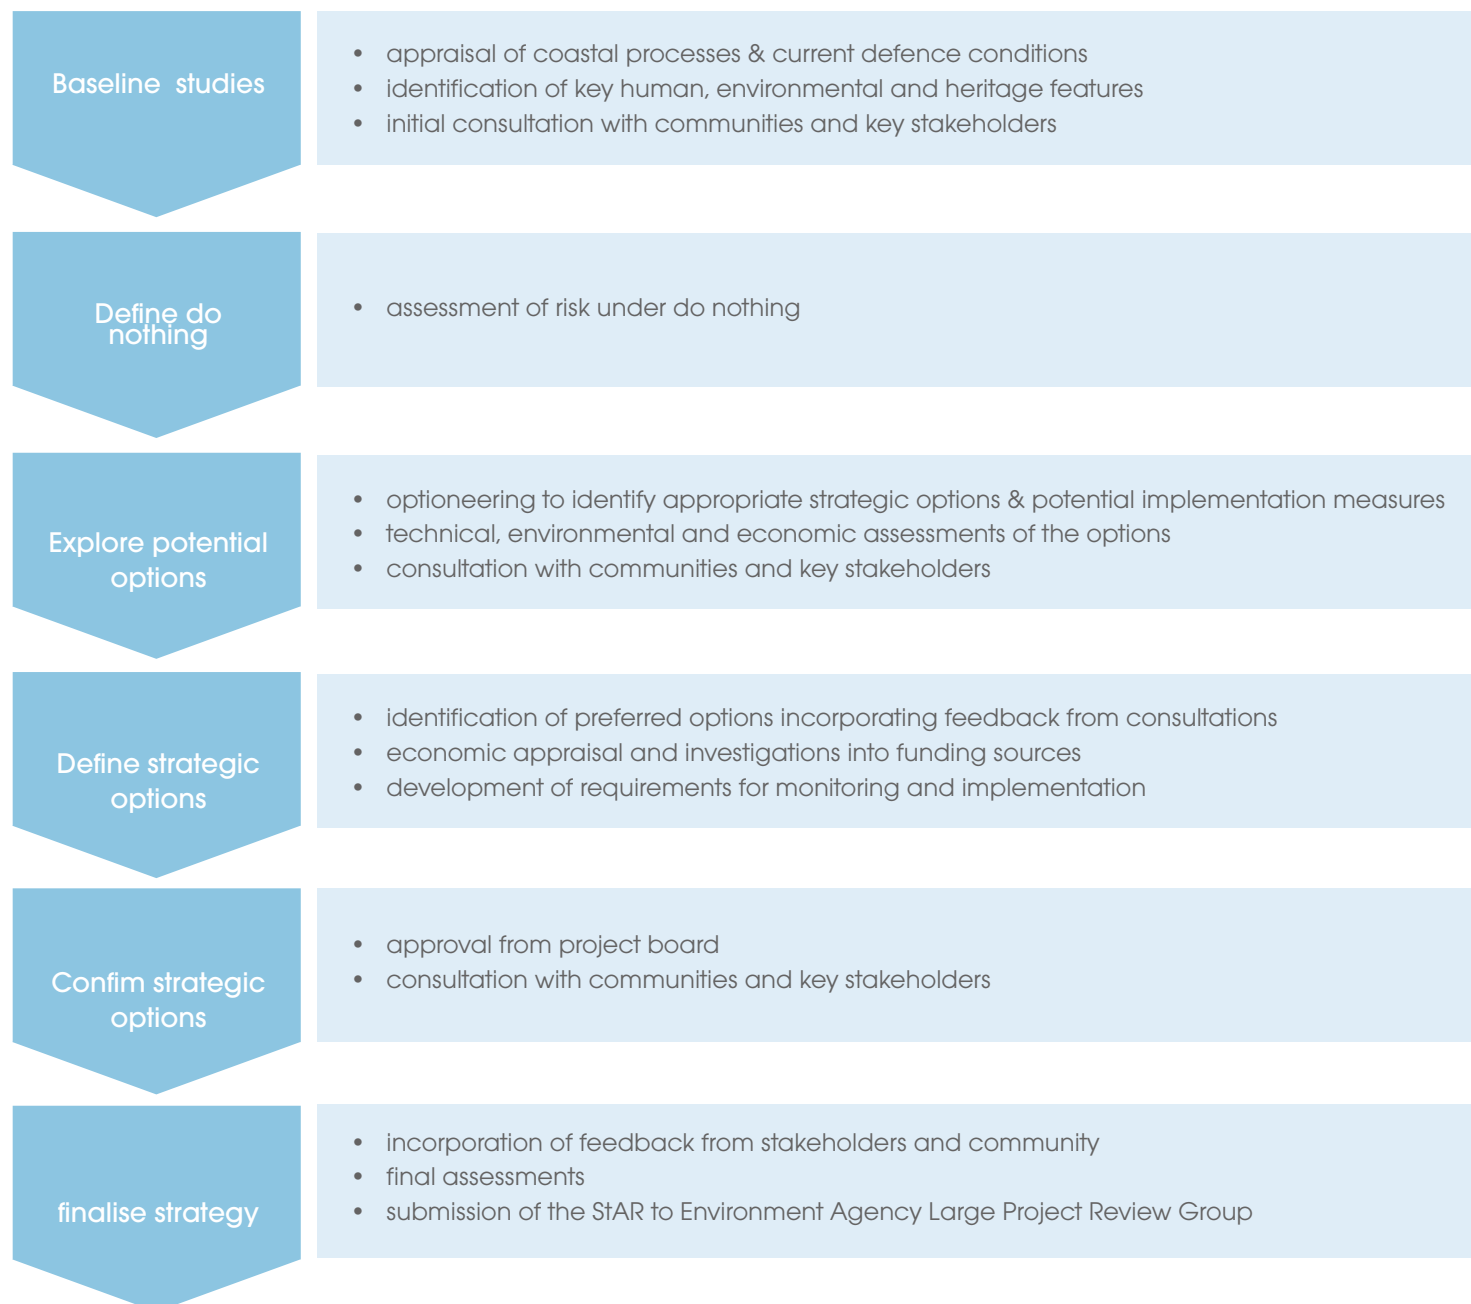 Baseline studies
• appraisal of coastal processes & current defence conditions
• identification of key human, environmental and heritage features
• initial consultation with communities and key stakeholders
Define do
nothing
• assessment of risk under do nothing
Explore potential
options
• optioneering to identify appropriate strategic options & potential implementation measures
• technical, environmental and economic assessments of the options
• consultation with communities and key stakeholders
Define strategic
options
• identification of preferred options incorporating feedback from consultations
• economic appraisal and investigations into funding sources
• development of requirements for monitoring and implementation
Confim strategic
options
• approval from project board
• consultation with communities and key stakeholders
finalise strategy
• incorporation of feedback from stakeholders and community
• final assessments
• submission of the StAR to Environment Agency Large Project Review Group